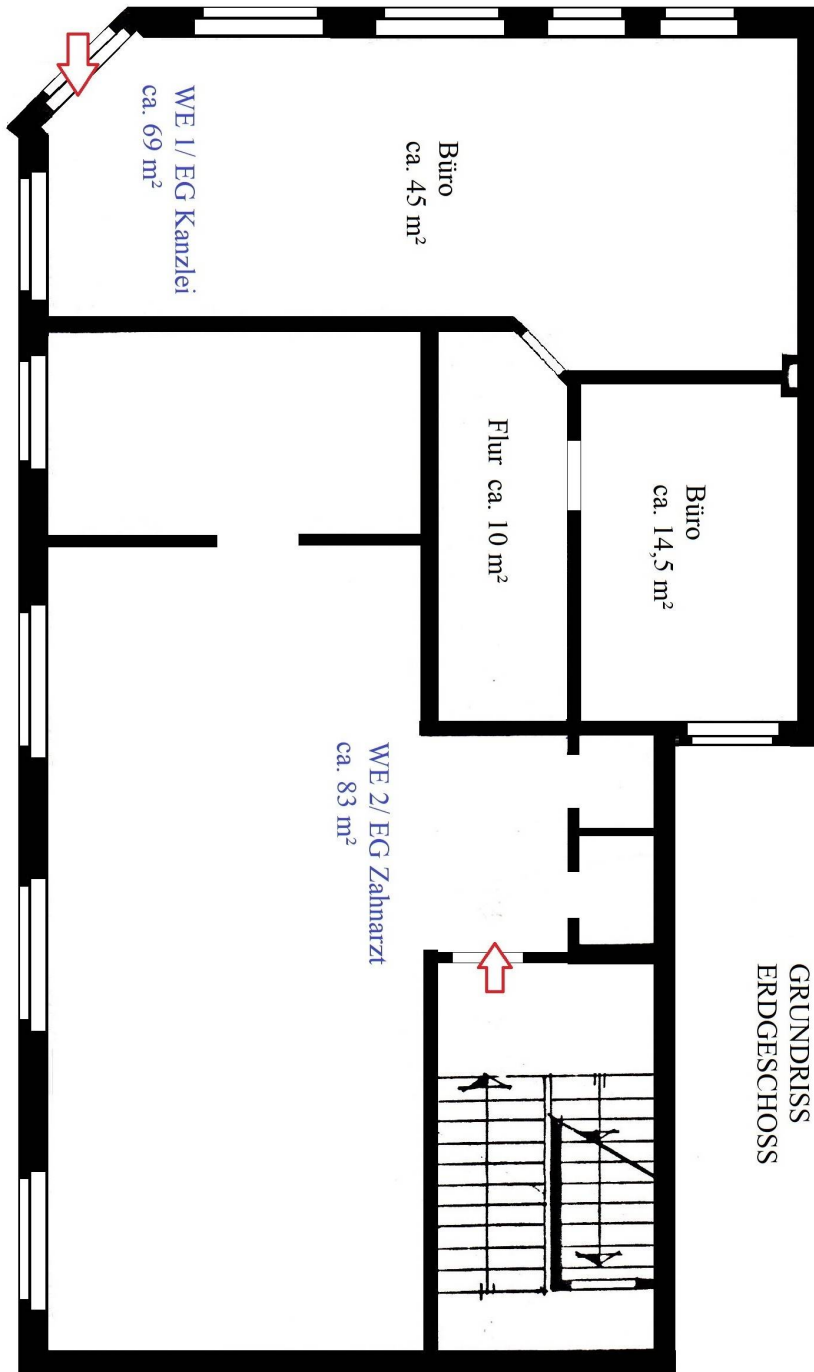 GRUNDRISS
ERDGESCHOSS
Büro
ca. 14,5 m²
Büro
ca. 45 m²
Flur ca. 10 m²
WE 1/ EG Kanzlei
ca. 69 m²
WE 2/ EG Zahnarzt
ca. 83 m²